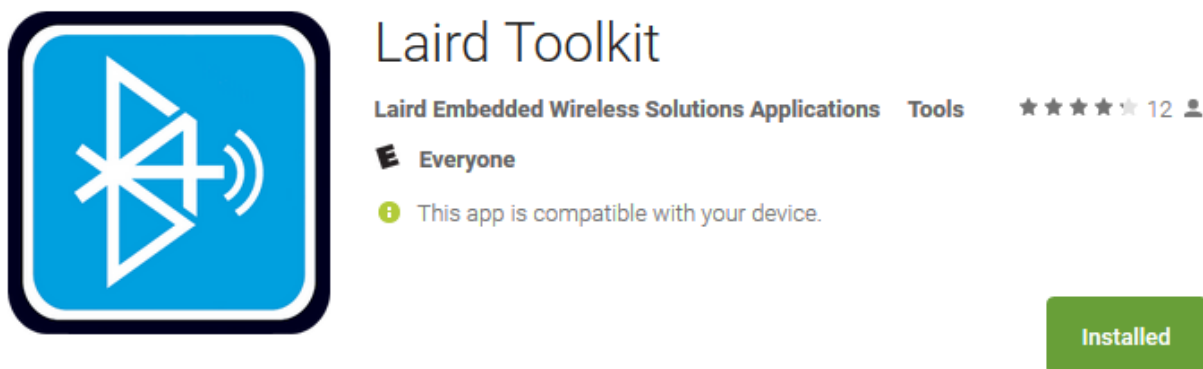 Laird Toolkit
Laird Embedded Wireless Solutions Applications Tools 12
E Everyone
This app is compatible with your device.
Installed